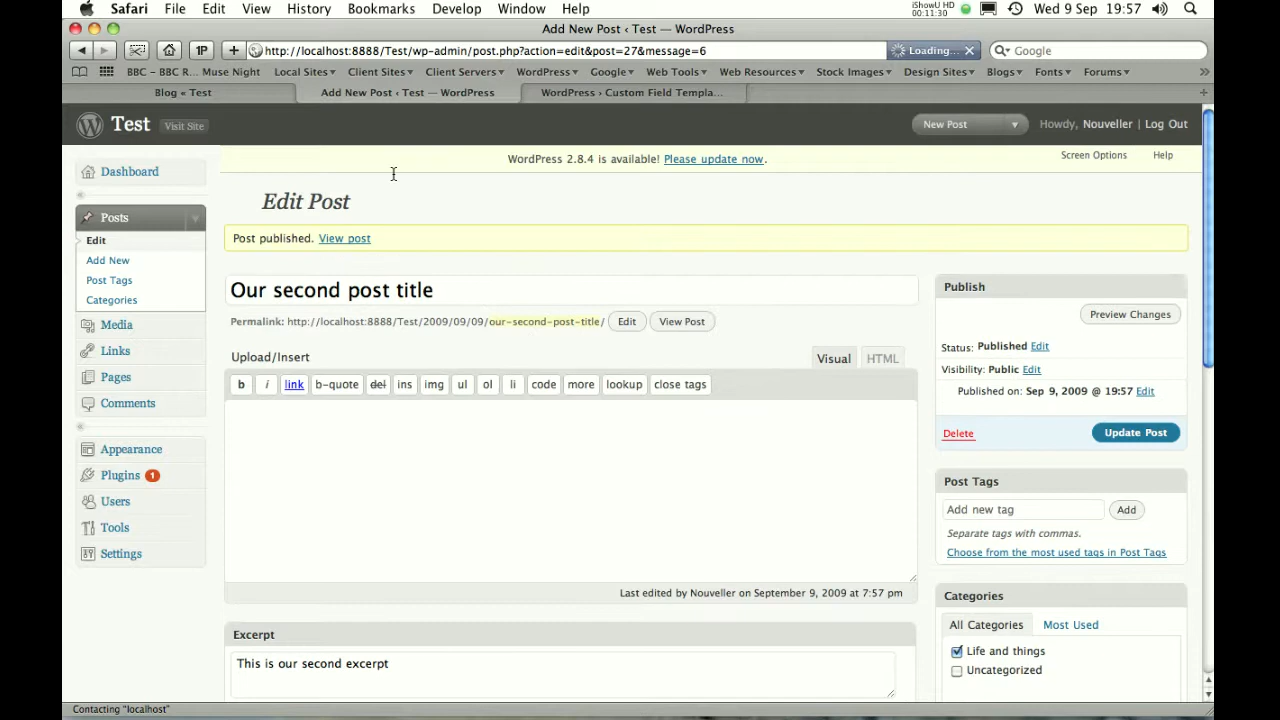 Safari File Edit View History Bookmarks Develop Window Help iShowU HD 00:11:30 Wed 9 Sep 19:57
Add New Post ‹ Test — WordPress
1P + http://localhost:8888/Test/wp-admin/post.php?action=edit&post=27&message=6 Loading... Google
BBC – BBC R... Muse Night Local Sites Client Sites Client Servers WordPress Google Web Tools Web Resources Stock Images Design Sites Blogs Fonts Forums
Blog « Test Add New Post ‹ Test — WordPress WordPress › Custom Field Templa...
Test Visit Site New Post Howdy, Nouveller | Log Out
WordPress 2.8.4 is available! Please update now. Screen Options Help
Dashboard
Edit Post
Posts
Post published. View post
Edit
Add New
Post Tags
Categories
Media
Links
Pages
Comments
Appearance
Plugins 1
Users
Tools
Settings
Our second post title
Permalink: http://localhost:8888/Test/2009/09/09/our-second-post-title/ Edit View Post
Upload/Insert Visual HTML
b i link b-quote del ins img ul ol li code more lookup close tags
Last edited by Nouveller on September 9, 2009 at 7:57 pm
Excerpt
This is our second excerpt
Publish
Preview Changes
Status: Published Edit
Visibility: Public Edit
Published on: Sep 9, 2009 @ 19:57 Edit
Delete Update Post
Post Tags
Add new tag Add
Separate tags with commas.
Choose from the most used tags in Post Tags
Categories
All Categories Most Used
Life and things
Uncategorized
Contacting "localhost"